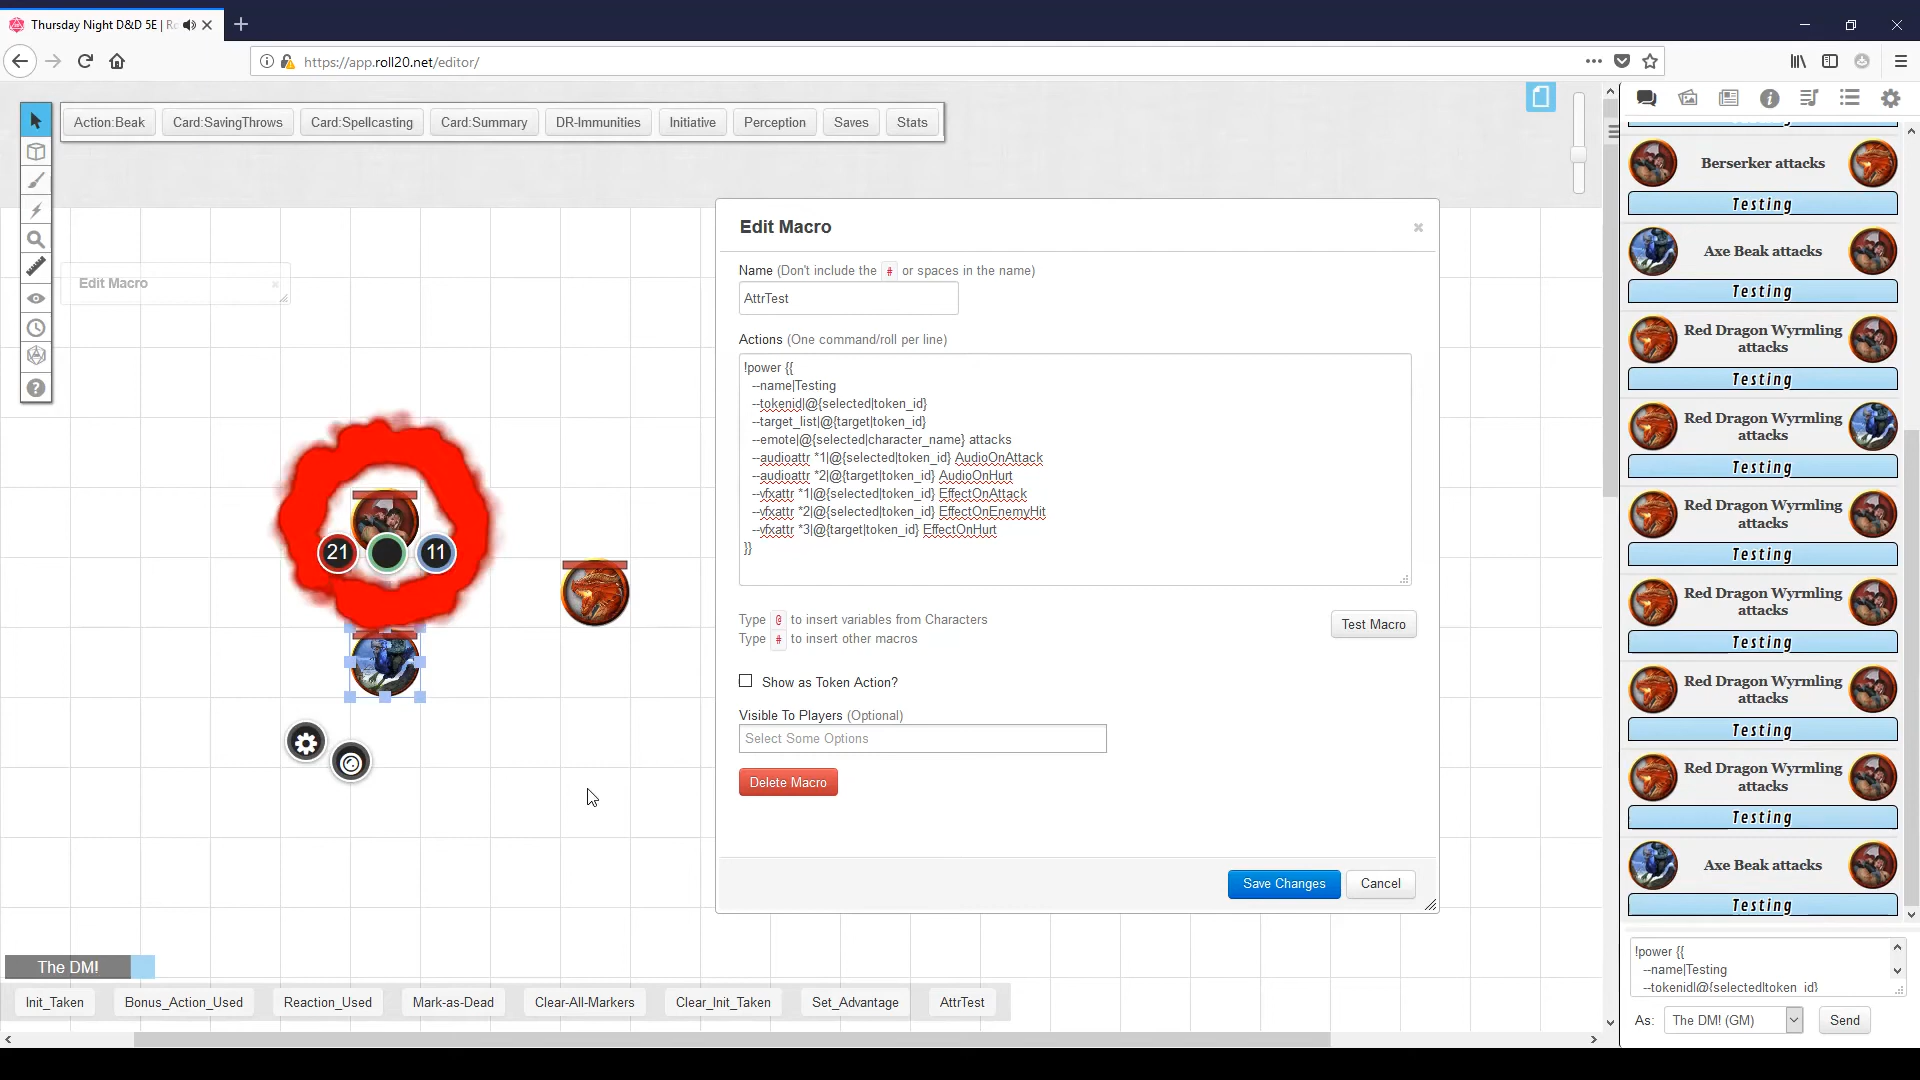 Thursday Night D&D 5E | Ro
https://app.roll20.net/editor/
Action:Beak
Card:SavingThrows
Card:Spellcasting
Card:Summary
DR-Immunities
Initiative
Perception
Saves
Stats
Edit Macro
21
11
Edit Macro
Name (Don't include the # or spaces in the name)
AttrTest
Actions (One command/roll per line)
!power {{
--name|Testing
--tokenid|@{selected|token_id}
--target_list|@{target|token_id}
--emote|@{selected|character_name} attacks
--audioattr *1|@{selected|token_id} AudioOnAttack
--audioattr *2|@{target|token_id} AudioOnHurt
--vfxattr *1|@{selected|token_id} EffectOnAttack
--vfxattr *2|@{selected|token_id} EffectOnEnemyHit
--vfxattr *3|@{target|token_id} EffectOnHurt
}}
Type @ to insert variables from Characters
Type # to insert other macros
Test Macro
Show as Token Action?
Visible To Players (Optional)
Select Some Options
Delete Macro
Save Changes
Cancel
The DM!
Init_Taken
Bonus_Action_Used
Reaction_Used
Mark-as-Dead
Clear-All-Markers
Clear_Init_Taken
Set_Advantage
AttrTest
Testing
Berserker attacks
Testing
Axe Beak attacks
Testing
Red Dragon Wyrmling
attacks
Testing
Red Dragon Wyrmling
attacks
Testing
Red Dragon Wyrmling
attacks
Testing
Red Dragon Wyrmling
attacks
Testing
Red Dragon Wyrmling
attacks
Testing
Red Dragon Wyrmling
attacks
Testing
Axe Beak attacks
Testing
!power {{
--name|Testing
--tokenid|@{selected|token_id}
As:
The DM! (GM)
Send